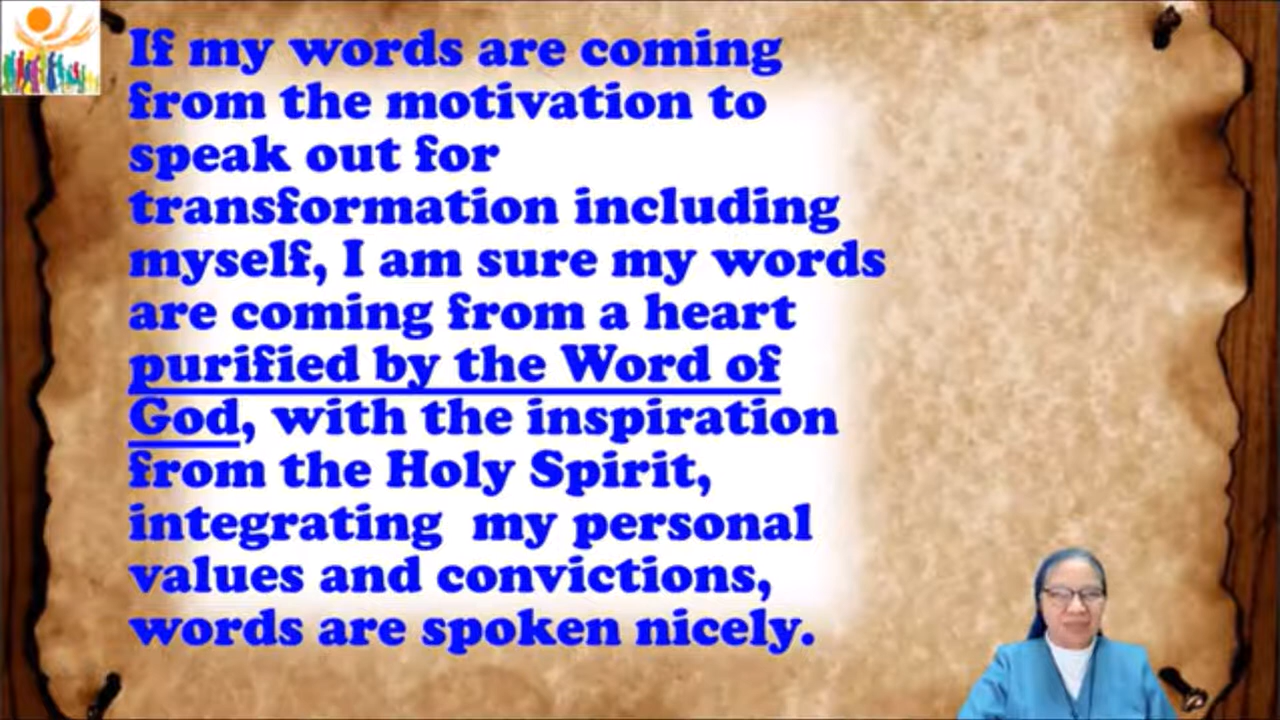 If my words are coming
from the motivation to
speak out for
transformation including
myself, I am sure my words
are coming from a heart
purified by the Word of
God, with the inspiration
from the Holy Spirit,
integrating  my personal
values and convictions,
words are spoken nicely.